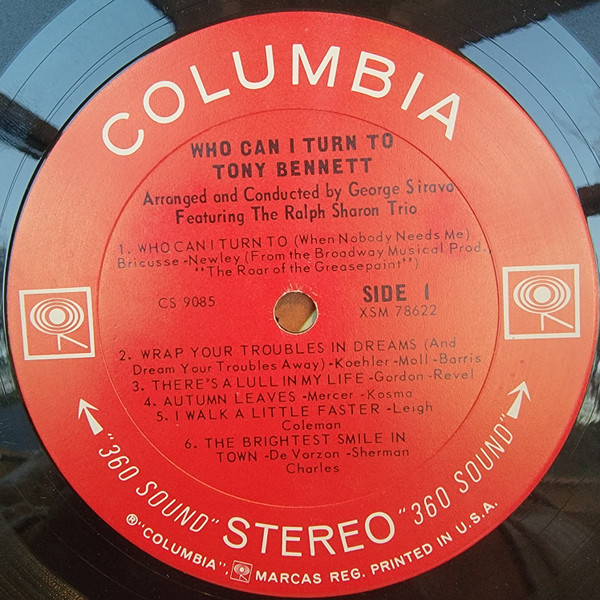 COLUMBIA
WHO CAN I TURN TO
TONY BENNETT
Arranged and Conducted by George Siravo
Featuring The Ralph Sharon Trio
1. WHO CAN I TURN TO (When Nobody Needs Me)
Bricusse -Newley (From the Broadway Musical Prod.
"The Roar of the Greasepaint")
CS 9085
SIDE 1
XSM 78622
2. WRAP YOUR TROUBLES IN DREAMS (And
Dream Your Troubles Away) -Koehler -Moll -Barris
3. THERE'S A LULL IN MY LIFE -Gordon -Revel
4. AUTUMN LEAVES -Mercer -Kosma
5. I WALK A LITTLE FASTER -Leigh
Coleman
6. THE BRIGHTEST SMILE IN
TOWN -De Vorzon -Sherman
Charles
"360 SOUND" STEREO "360 SOUND"
®"COLUMBIA", MARCAS REG. PRINTED IN U.S.A.